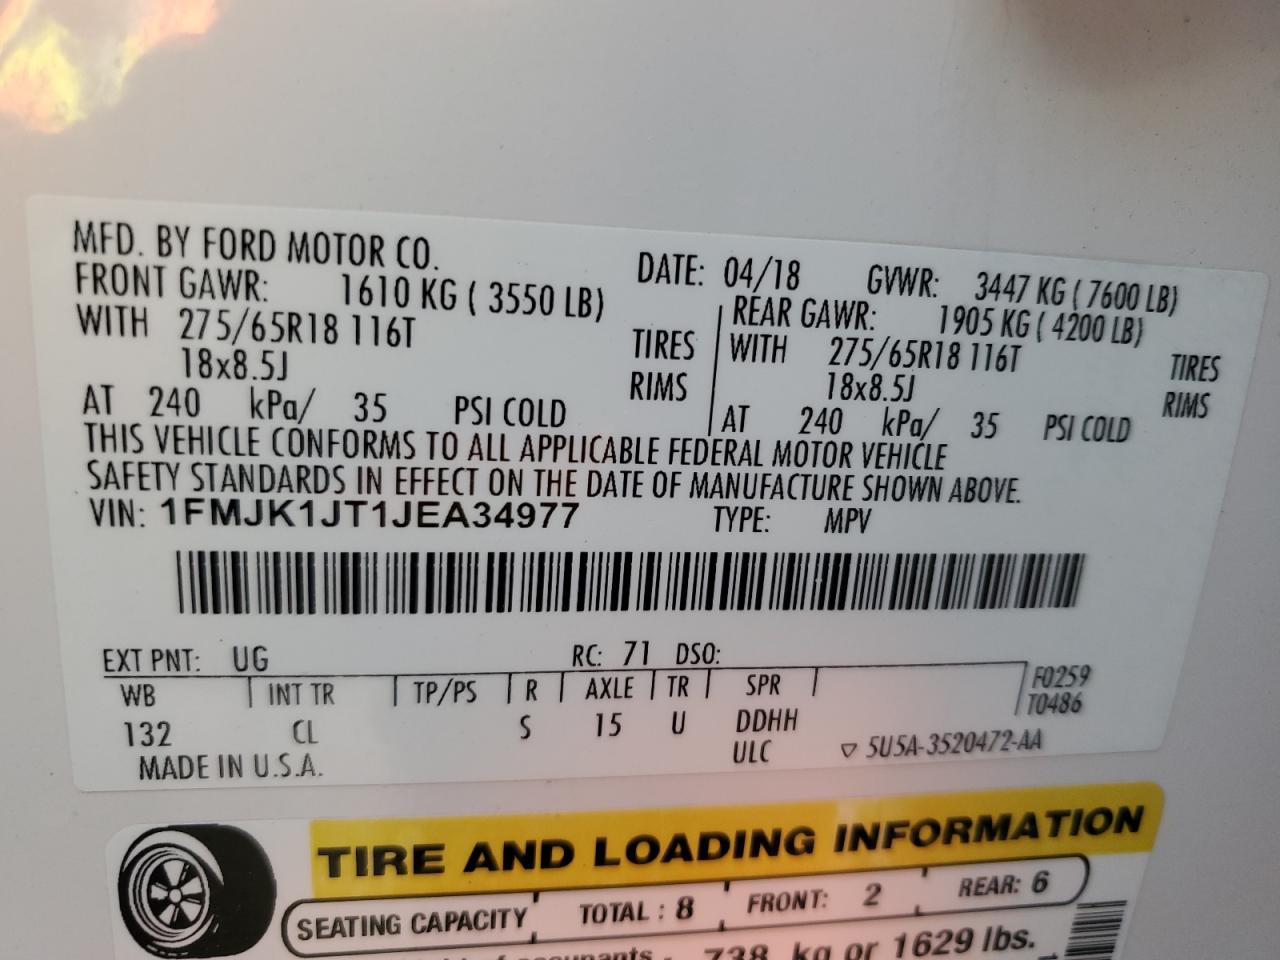 MFD. BY FORD MOTOR CO.
DATE: 04/18 GVWR: 3447 KG ( 7600 LB)
FRONT GAWR: 1610 KG ( 3550 LB)
REAR GAWR: 1905 KG ( 4200 LB)
WITH 275/65R18 116T TIRES
WITH 275/65R18 116T TIRES
18x8.5J RIMS
18x8.5J RIMS
AT 240 kPa/ 35 PSI COLD
AT 240 kPa/ 35 PSI COLD
THIS VEHICLE CONFORMS TO ALL APPLICABLE FEDERAL MOTOR VEHICLE
SAFETY STANDARDS IN EFFECT ON THE DATE OF MANUFACTURE SHOWN ABOVE.
VIN: 1FMJK1JT1JEA34977 TYPE: MPV
EXT PNT: UG RC: 71 DSO:
WB INT TR TP/PS R AXLE TR SPR F0259
T0486
132 CL S 15 U DDHH
ULC ▽ 5U5A-3520472-AA
MADE IN U.S.A.
TIRE AND LOADING INFORMATION
SEATING CAPACITY TOTAL : 8 FRONT: 2 REAR: 6
738 kg or 1629 lbs.